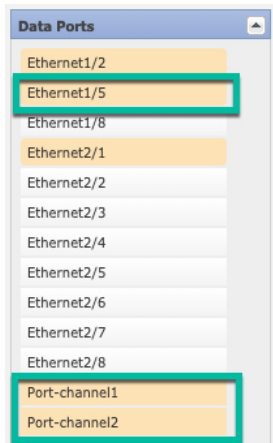 Data Ports
Ethernet1/2
Ethernet1/5
Ethernet1/8
Ethernet2/1
Ethernet2/2
Ethernet2/3
Ethernet2/4
Ethernet2/5
Ethernet2/6
Ethernet2/7
Ethernet2/8
Port-channel1
Port-channel2